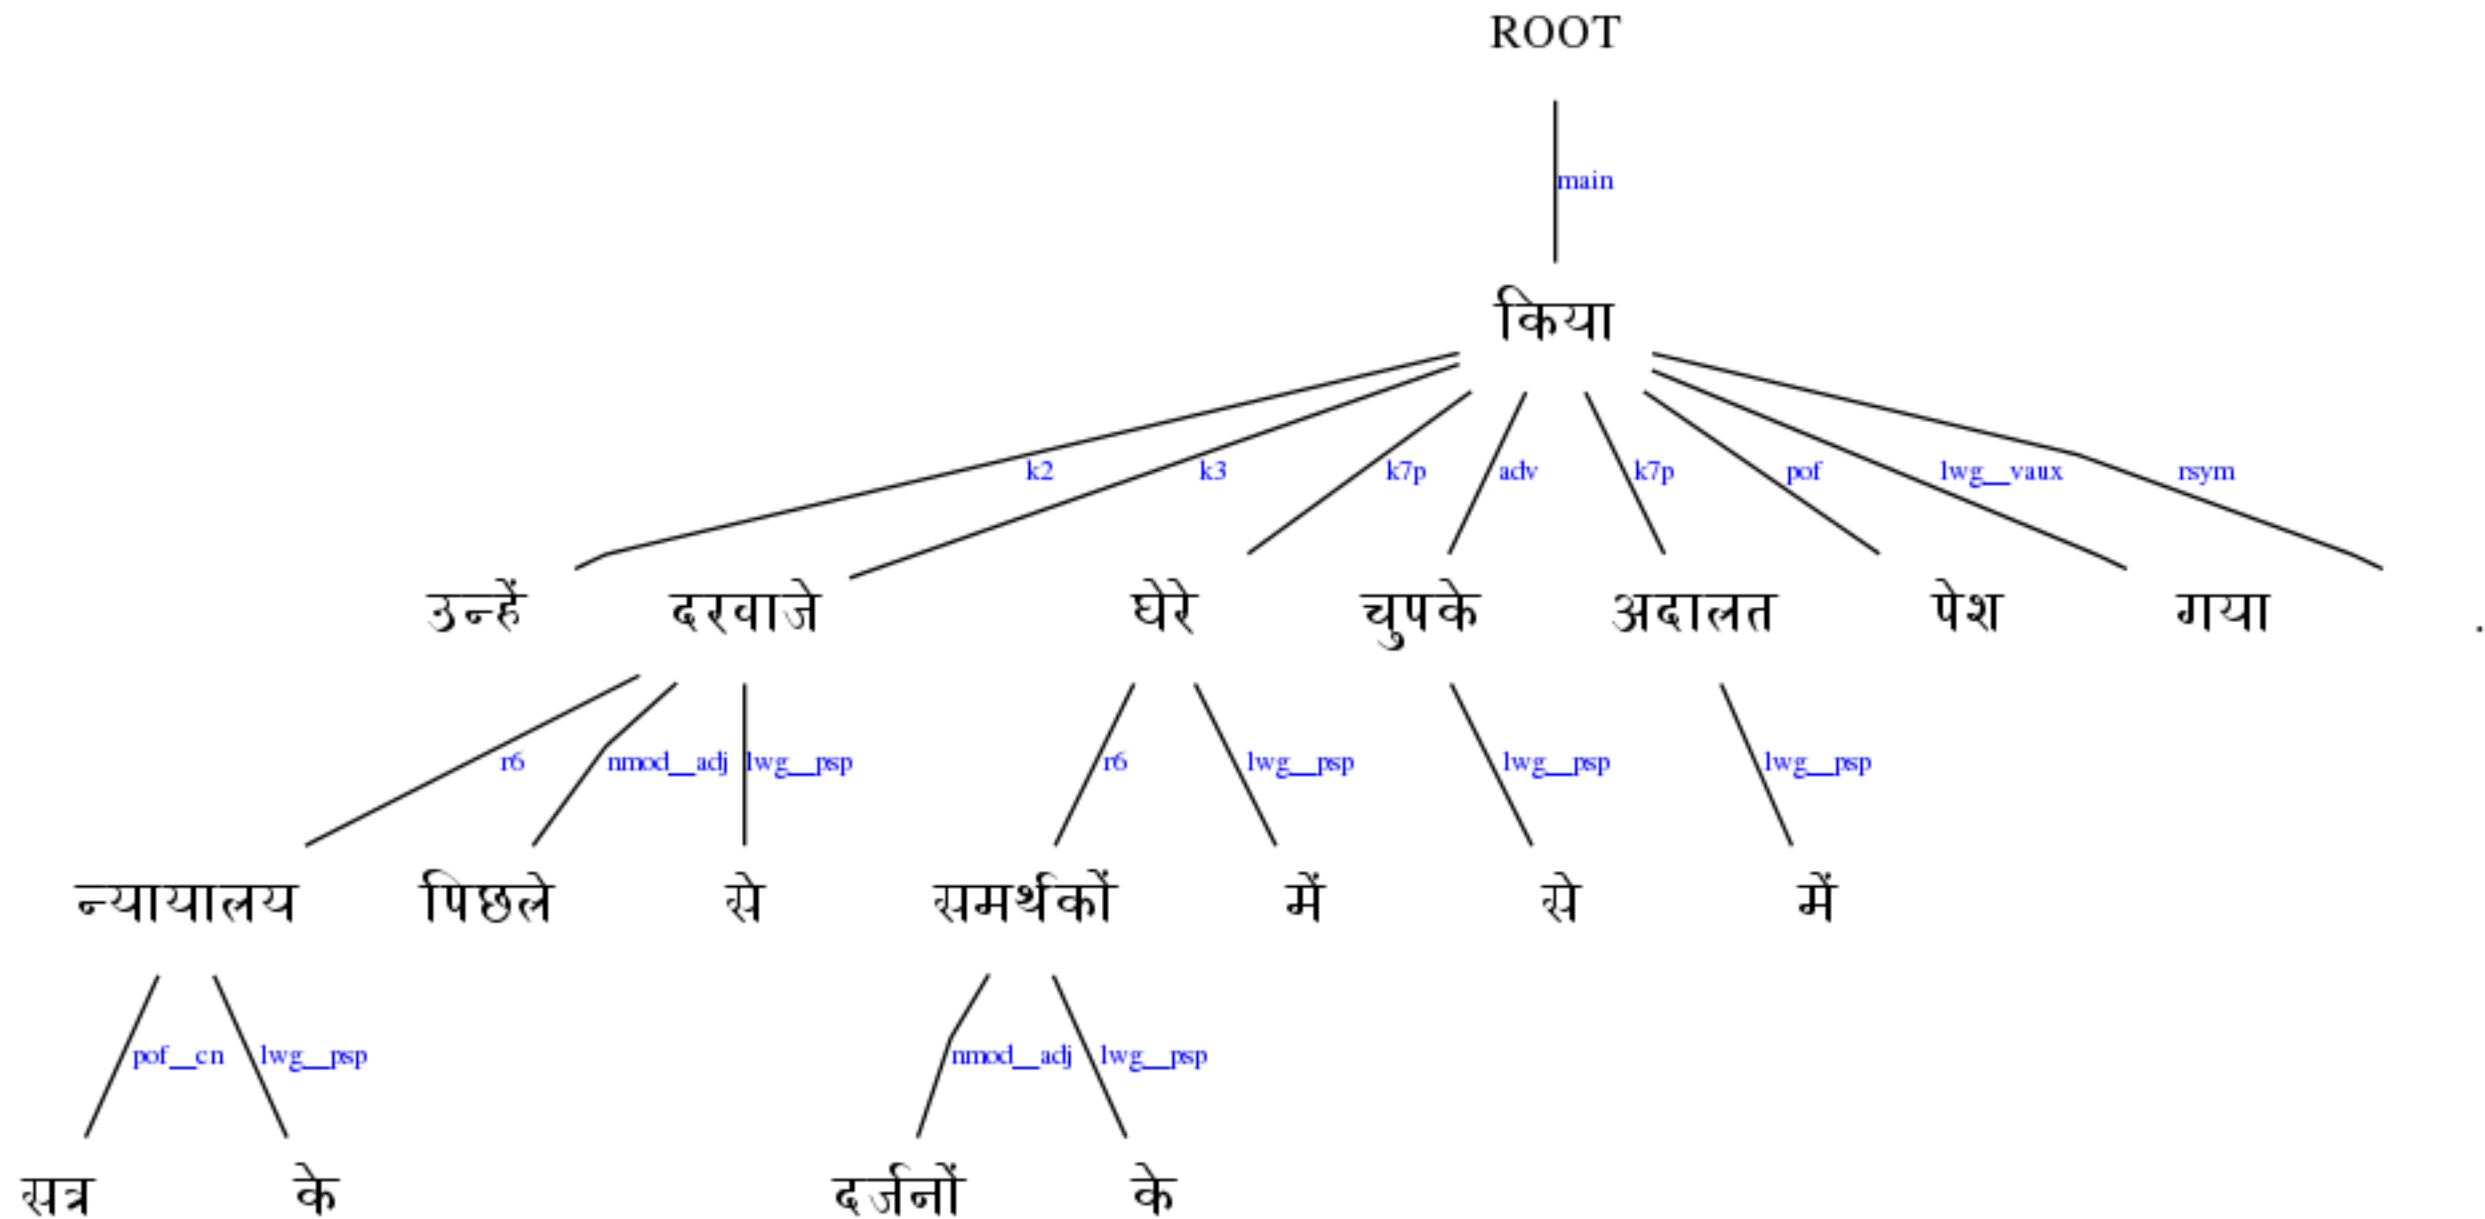 ROOT
main
किया
k2 k3 k7p adv k7p pof lwg__vaux rsym
उन्हें दरवाजे घेरे चुपके अदालत पेश गया .
r6 nmod__adj lwg__psp r6 lwg__psp lwg__psp lwg__psp
न्यायालय पिछले से समर्थकों में से में
pof__cn lwg__psp nmod__adj lwg__psp
सत्र के दर्जनों के